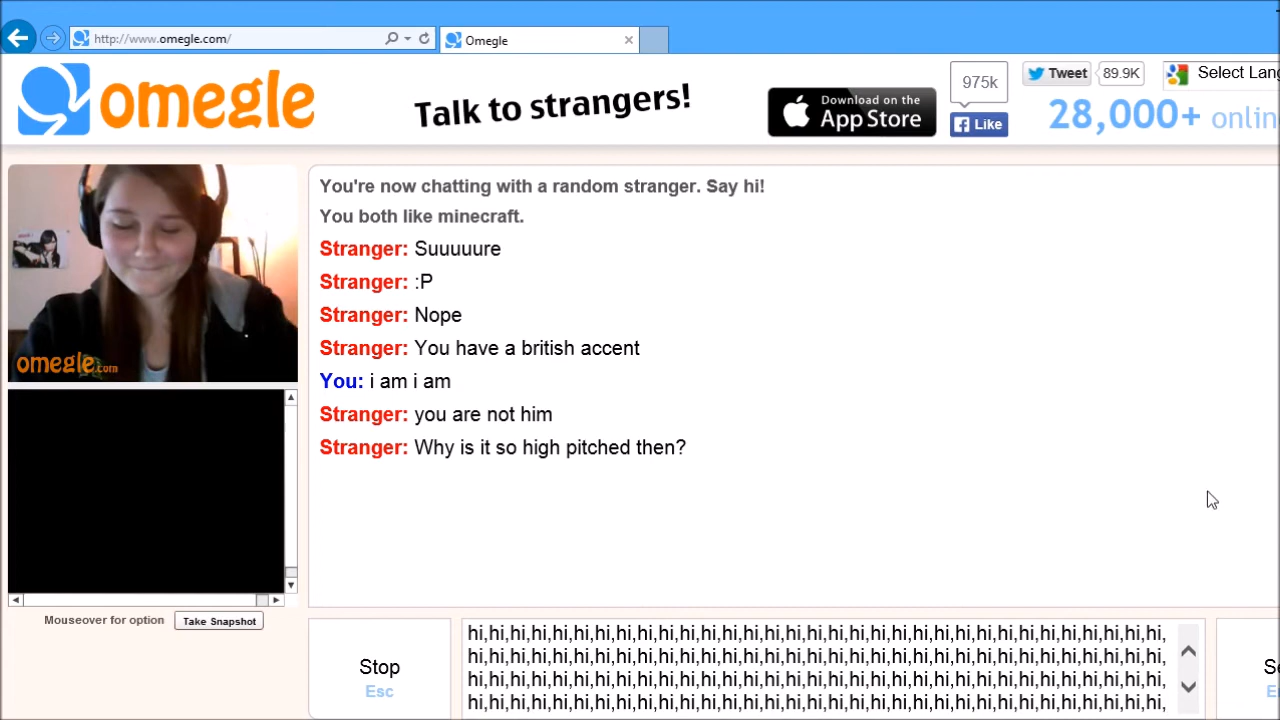 http://www.omegle.com/
Omegle
omegle
Talk to strangers!
Download on the
App Store
975k
Like
Tweet
89.9K
Select Lang
28,000+ onlin
omegle.com
You're now chatting with a random stranger. Say hi!
You both like minecraft.
Stranger: Suuuuure
Stranger: :P
Stranger: Nope
Stranger: You have a british accent
You: i am i am
Stranger: you are not him
Stranger: Why is it so high pitched then?
Mouseover for option
Take Snapshot
Stop
Esc
hi,hi,hi,hi,hi,hi,hi,hi,hi,hi,hi,hi,hi,hi,hi,hi,hi,hi,hi,hi,hi,hi,hi,hi,hi,hi,hi,hi,hi,hi,hi,hi,hi,
hi,hi,hi,hi,hi,hi,hi,hi,hi,hi,hi,hi,hi,hi,hi,hi,hi,hi,hi,hi,hi,hi,hi,hi,hi,hi,hi,hi,hi,hi,hi,hi,hi,
hi,hi,hi,hi,hi,hi,hi,hi,hi,hi,hi,hi,hi,hi,hi,hi,hi,hi,hi,hi,hi,hi,hi,hi,hi,hi,hi,hi,hi,hi,hi,hi,hi,
hi,hi,hi,hi,hi,hi,hi,hi,hi,hi,hi,hi,hi,hi,hi,hi,hi,hi,hi,hi,hi,hi,hi,hi,hi,hi,hi,hi,hi,hi,hi,hi,hi,